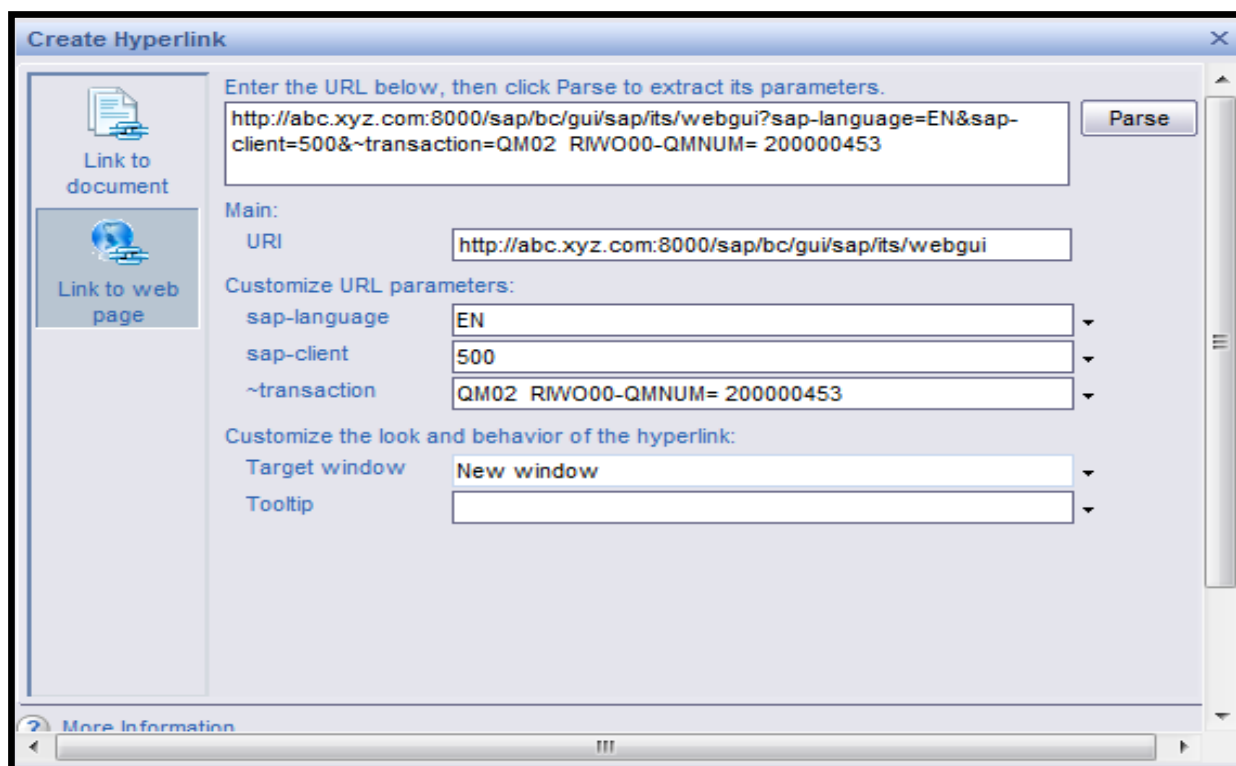 Create Hyperlink
Link to
document
Link to web
page
Enter the URL below, then click Parse to extract its parameters.
http://abc.xyz.com:8000/sap/bc/gui/sap/its/webgui?sap-language=EN&sap-
client=500&~transaction=QM02 RIWO00-QMNUM= 200000453
Parse
Main:
URI http://abc.xyz.com:8000/sap/bc/gui/sap/its/webgui
Customize URL parameters:
sap-language EN
sap-client 500
~transaction QM02 RIWO00-QMNUM= 200000453
Customize the look and behavior of the hyperlink:
Target window New window
Tooltip
? More Information